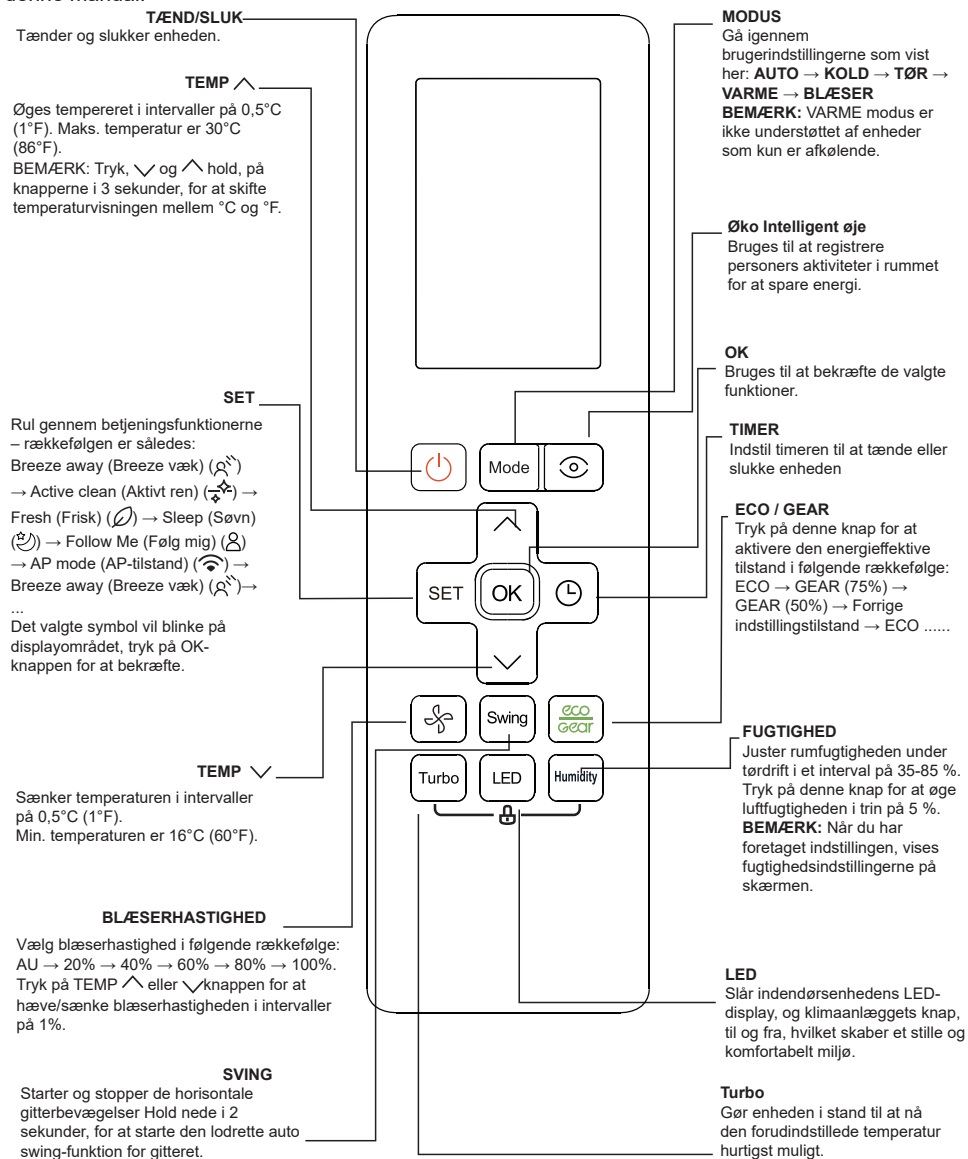 TÆND/SLUK
Tænder og slukker enheden.
TEMP
Øges tempereret i intervaller på 0,5°C
(1°F). Maks. temperatur er 30°C
(86°F).
BEMÆRK: Tryk, og hold, på
knapperne i 3 sekunder, for at skifte
temperaturvisningen mellem °C og °F.
SET
Rul gennem betjeningsfunktionerne
– rækkefølgen er således:
Breeze away (Breeze væk) ( )
→ Active clean (Aktivt ren) ( ) →
Fresh (Frisk) ( ) → Sleep (Søvn)
( ) → Follow Me (Følg mig) ( )
→ AP mode (AP-tilstand) ( ) →
Breeze away (Breeze væk) ( ) →
...
Det valgte symbol vil blinke på
displayområdet, tryk på OK-
knappen for at bekræfte.
TEMP
Sænker temperaturen i intervaller
på 0,5°C (1°F).
Min. temperaturen er 16°C (60°F).
BLÆSERHASTIGHED
Vælg blæserhastighed i følgende rækkefølge:
AU → 20% → 40% → 60% → 80% → 100%.
Tryk på TEMP eller knappen for at
hæve/sænke blæserhastigheden i intervaller
på 1%.
SVING
Starter og stopper de horisontale
gitterbevægelser Hold nede i 2
sekunder, for at starte den lodrette auto
swing-funktion for gitteret.
Mode
SET
OK
Swing
eco
gear
Turbo
LED
Humidity
MODUS
Gå igennem
brugerindstillingerne som vist
her: AUTO → KOLD → TØR →
VARME → BLÆSER
BEMÆRK: VARME modus er
ikke understøttet af enheder
som kun er afkølende.
Øko Intelligent øje
Bruges til at registrere
personers aktiviteter i rummet
for at spare energi.
OK
Bruges til at bekræfte de valgte
funktioner.
TIMER
Indstil timeren til at tænde eller
slukke enheden
ECO / GEAR
Tryk på denne knap for at
aktivere den energieffektive
tilstand i følgende rækkefølge:
ECO → GEAR (75%) →
GEAR (50%) → Forrige
indstillingstilstand → ECO ......
FUGTIGHED
Juster rumfugtigheden under
tørdrift i et interval på 35-85 %.
Tryk på denne knap for at øge
luftfugtigheden i trin på 5 %.
BEMÆRK: Når du har
foretaget indstillingen, vises
fugtighedsindstillingerne på
skærmen.
LED
Slår indendørsenhedens LED-
display, og klimaanlæggets knap,
til og fra, hvilket skaber et stille og
komfortabelt miljø.
Turbo
Gør enheden i stand til at nå
den forudindstillede temperatur
hurtigst muligt.